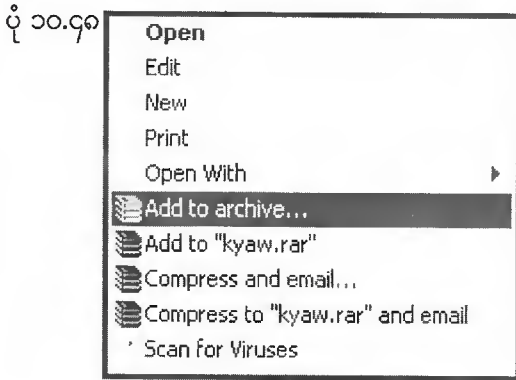 ပုံ ၁၀.၄၈
Open
Edit
New
Print
Open With
Add to archive...
Add to "kyaw.rar"
Compress and email...
Compress to "kyaw.rar" and email
Scan for Viruses